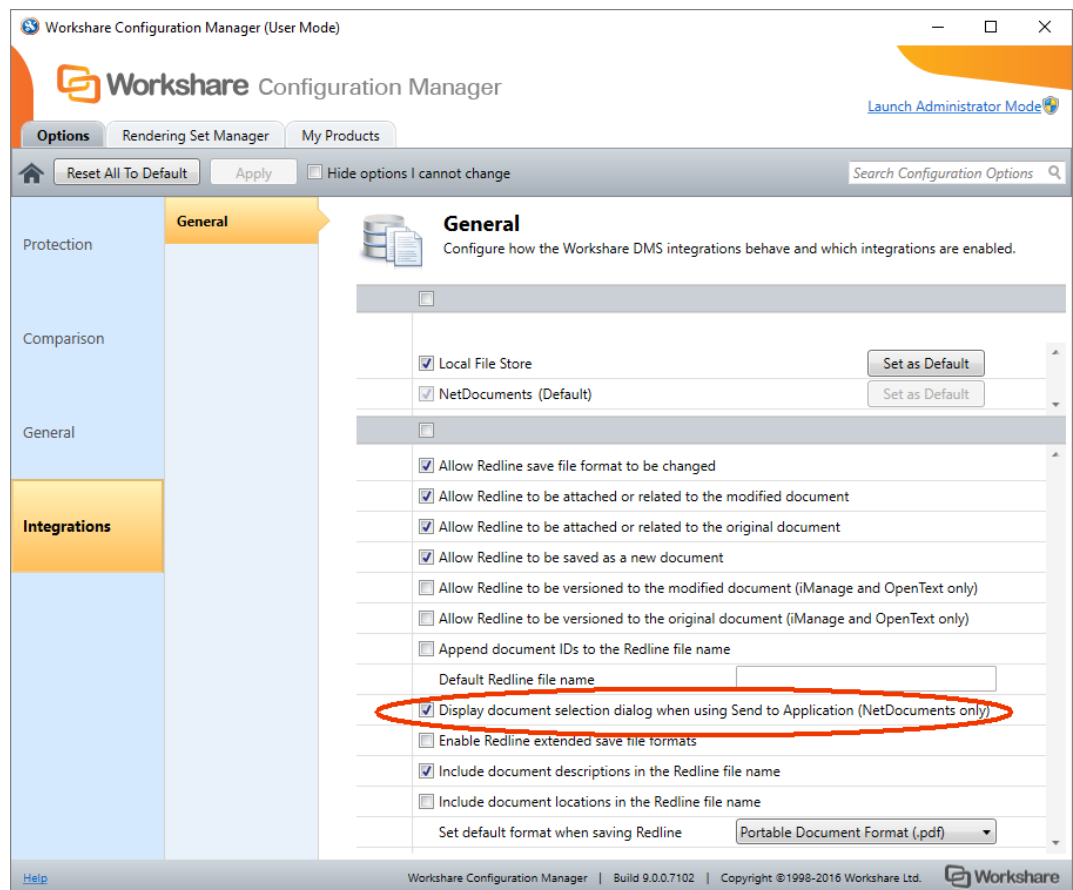 Workshare Configuration Manager (User Mode)
Workshare Configuration Manager
Launch Administrator Mode
Options Rendering Set Manager My Products
Reset All To Default Apply Hide options I cannot change Search Configuration Options
General
General
Protection
Configure how the Workshare DMS integrations behave and which integrations are enabled.
Comparison
Local File Store Set as Default
NetDocuments (Default) Set as Default
General
Allow Redline save file format to be changed
Allow Redline to be attached or related to the modified document
Integrations
Allow Redline to be attached or related to the original document
Allow Redline to be saved as a new document
Allow Redline to be versioned to the modified document (iManage and OpenText only)
Allow Redline to be versioned to the original document (iManage and OpenText only)
Append document IDs to the Redline file name
Default Redline file name
Display document selection dialog when using Send to Application (NetDocuments only)
Enable Redline extended save file formats
Include document descriptions in the Redline file name
Include document locations in the Redline file name
Set default format when saving Redline Portable Document Format (.pdf)
Help Workshare Configuration Manager | Build 9.0.0.7102 | Copyright ©1998-2016 Workshare Ltd. Workshare